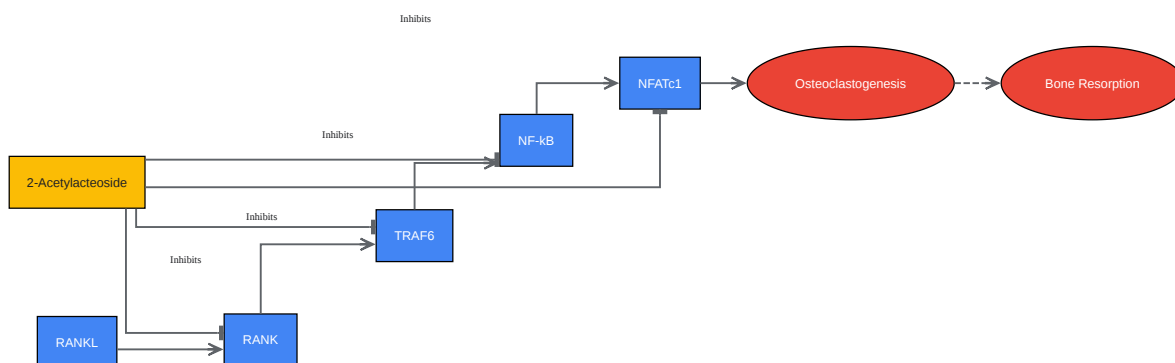 Inhibits
NFATc1
Osteoclastogenesis
Bone Resorption
Inhibits
NF-kB
2-Acetylacteoside
Inhibits
TRAF6
Inhibits
RANKL
RANK